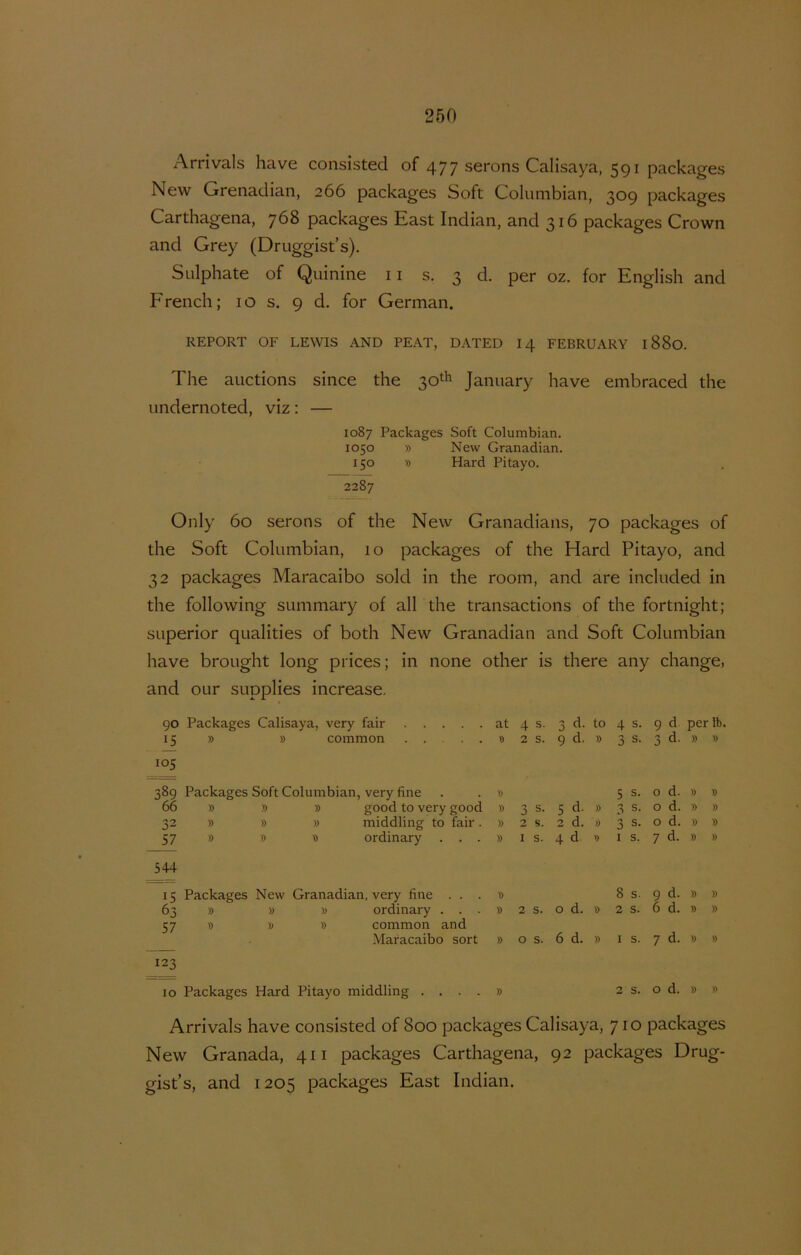 250
Arrivals have consisted of 477 serons Calisaya, 591 packages
New Grenadian, 266 packages Soft Columbian, 309 packages
Carthagena, 768 packages East Indian, and 316 packages Crown
and Grey (Druggist's).
Sulphate of Quinine 11 s. 3 d. per oz. for English and
French; 10 s. 9 d. for German.
REPORT OF LEWIS AND PEAT, DATED 14 FEBRUARY 1880.
The auctions since the 30th January have embraced the
undernoted, viz: —
1087 Packages Soft Columbian.
1050 » New Granadian.
150 » Hard Pitayo.
2287
Only 60 serons of the New Granadians, 70 packages of
the Soft Columbian, 10 packages of the Hard Pitayo, and
32 packages Maracaibo sold in the room, and are included in
the following summary of all the transactions of the fortnight;
superior qualities of both New Granadian and Soft Columbian
have brought long prices; in none other is there any change,
and our supplies increase.
90 Packages Calisaya, very fair . . . . . at 4 s. 3 d. to 4 s. 9 d per lb.
15 » » common . . . . . » 2 s. 9 d. » 3 s. 3 d. » »
105
389 Packages Soft Columbian, very fine . . » 5 s. 0 d. » »
66 » » » good to very good » 3 s. 5 d. » 3 s. 0 d. » »
32 » » » middling to fair . » 2 s. 2 d. » 3 s. 0 d. » »
57 » » » ordinary . . . » 1 s. 4 d » 1 s. 7 d. » »
544
15 Packages New Granadian, very fine . . . » 8 s. 9 d. » »
63 » » » ordinary . . . » 2 s. 0 d. » 2 s. 6 d. » »
57 » » » common and
Maracaibo sort » 0 s. 6 d. » 1 s. 7 d. » »
123
10 Packages Hard Pitayo middling . . . . » 2 s. 0 d. » »
Arrivals have consisted of 800 packages Calisaya, 710 packages
New Granada, 411 packages Carthagena, 92 packages Drug-
gist's, and 1205 packages East Indian.